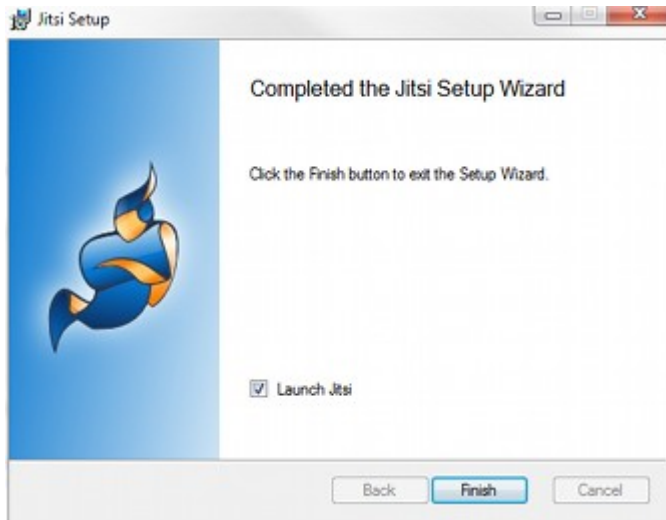 Jitsi Setup
Completed the Jitsi Setup Wizard
Click the Finish button to exit the Setup Wizard.
Launch Jitsi
Back Finish Cancel